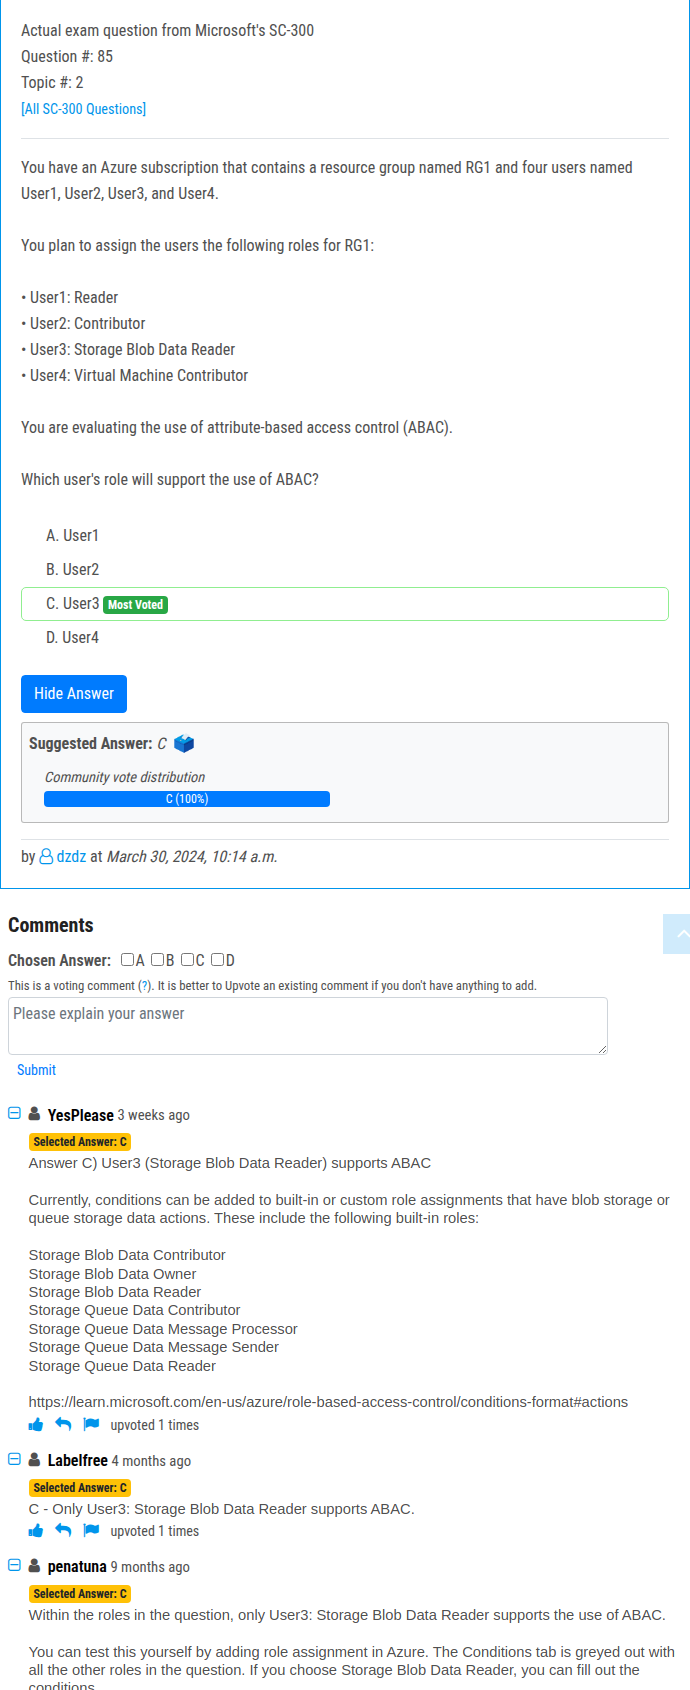 Actual exam question from Microsoft's SC-300
Question #: 85
Topic #: 2
[All SC-300 Questions]
You have an Azure subscription that contains a resource group named RG1 and four users named
User1, User2, User3, and User4.
You plan to assign the users the following roles for RG1:
• User1: Reader
• User2: Contributor
• User3: Storage Blob Data Reader
• User4: Virtual Machine Contributor
You are evaluating the use of attribute-based access control (ABAC).
Which user's role will support the use of ABAC?
A. User1
B. User2
C. User3 Most Voted
D. User4
Hide Answer
Suggested Answer: C
Community vote distribution
C (100%)
by dzdz at March 30, 2024, 10:14 a.m.
Comments
Chosen Answer: A B C D
This is a voting comment (?). It is better to Upvote an existing comment if you don't have anything to add.
Please explain your answer
Submit
YesPlease 3 weeks ago
Selected Answer: C
Answer C) User3 (Storage Blob Data Reader) supports ABAC
Currently, conditions can be added to built-in or custom role assignments that have blob storage or
queue storage data actions. These include the following built-in roles:
Storage Blob Data Contributor
Storage Blob Data Owner
Storage Blob Data Reader
Storage Queue Data Contributor
Storage Queue Data Message Processor
Storage Queue Data Message Sender
Storage Queue Data Reader
https://learn.microsoft.com/en-us/azure/role-based-access-control/conditions-format#actions
upvoted 1 times
Labelfree 4 months ago
Selected Answer: C
C - Only User3: Storage Blob Data Reader supports ABAC.
upvoted 1 times
penatuna 9 months ago
Selected Answer: C
Within the roles in the question, only User3: Storage Blob Data Reader supports the use of ABAC.
You can test this yourself by adding role assignment in Azure. The Conditions tab is greyed out with
all the other roles in the question. If you choose Storage Blob Data Reader, you can fill out the
conditions.